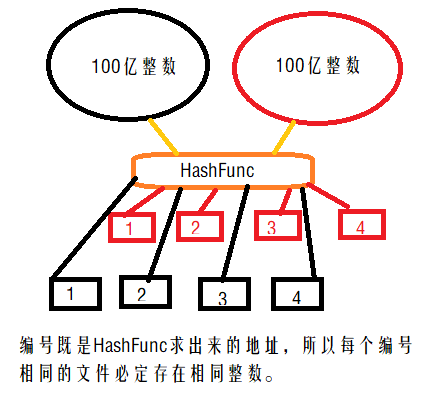 100亿整数 100亿整数
HashFunc
1 2 3 4
1 2 3 4
编号既是HashFunc求出来的地址，所以每个编号
相同的文件必定存在相同整数。